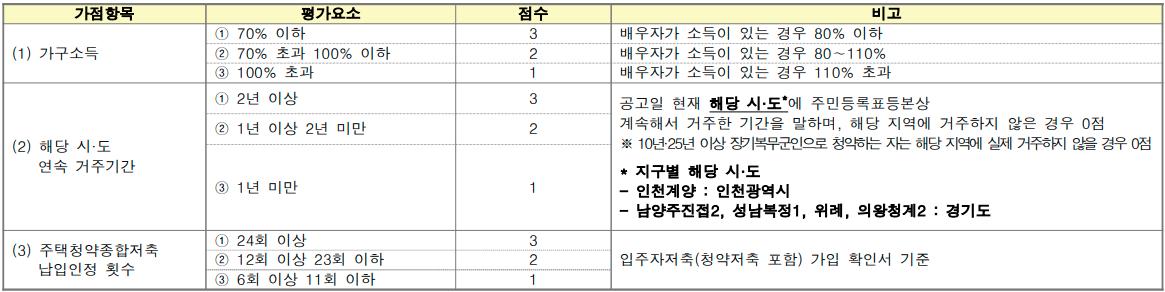 가점항목 평가요소 점수 비고
(1) 가구소득
① 70% 이하 3 배우자가 소득이 있는 경우 80% 이하
② 70% 초과 100% 이하 2 배우자가 소득이 있는 경우 80~110%
③ 100% 초과 1 배우자가 소득이 있는 경우 110% 초과
(2) 해당 시·도
연속 거주기간
① 2년 이상 3
② 1년 이상 2년 미만 2
③ 1년 미만 1
공고일 현재 해당 시·도*에 주민등록표등본상
계속해서 거주한 기간을 말하며, 해당 지역에 거주하지 않은 경우 0점
※ 10년·25년 이상 장기복무군인으로 청약하는 자는 해당 지역에 실제 거주하지 않을 경우 0점
* 지구별 해당 시·도
- 인천계양 : 인천광역시
- 남양주진접2, 성남복정1, 위례, 의왕청계2 : 경기도
(3) 주택청약종합저축
납입인정 횟수
① 24회 이상 3
② 12회 이상 23회 이하 2
③ 6회 이상 11회 이하 1
입주자저축(청약저축 포함) 가입 확인서 기준